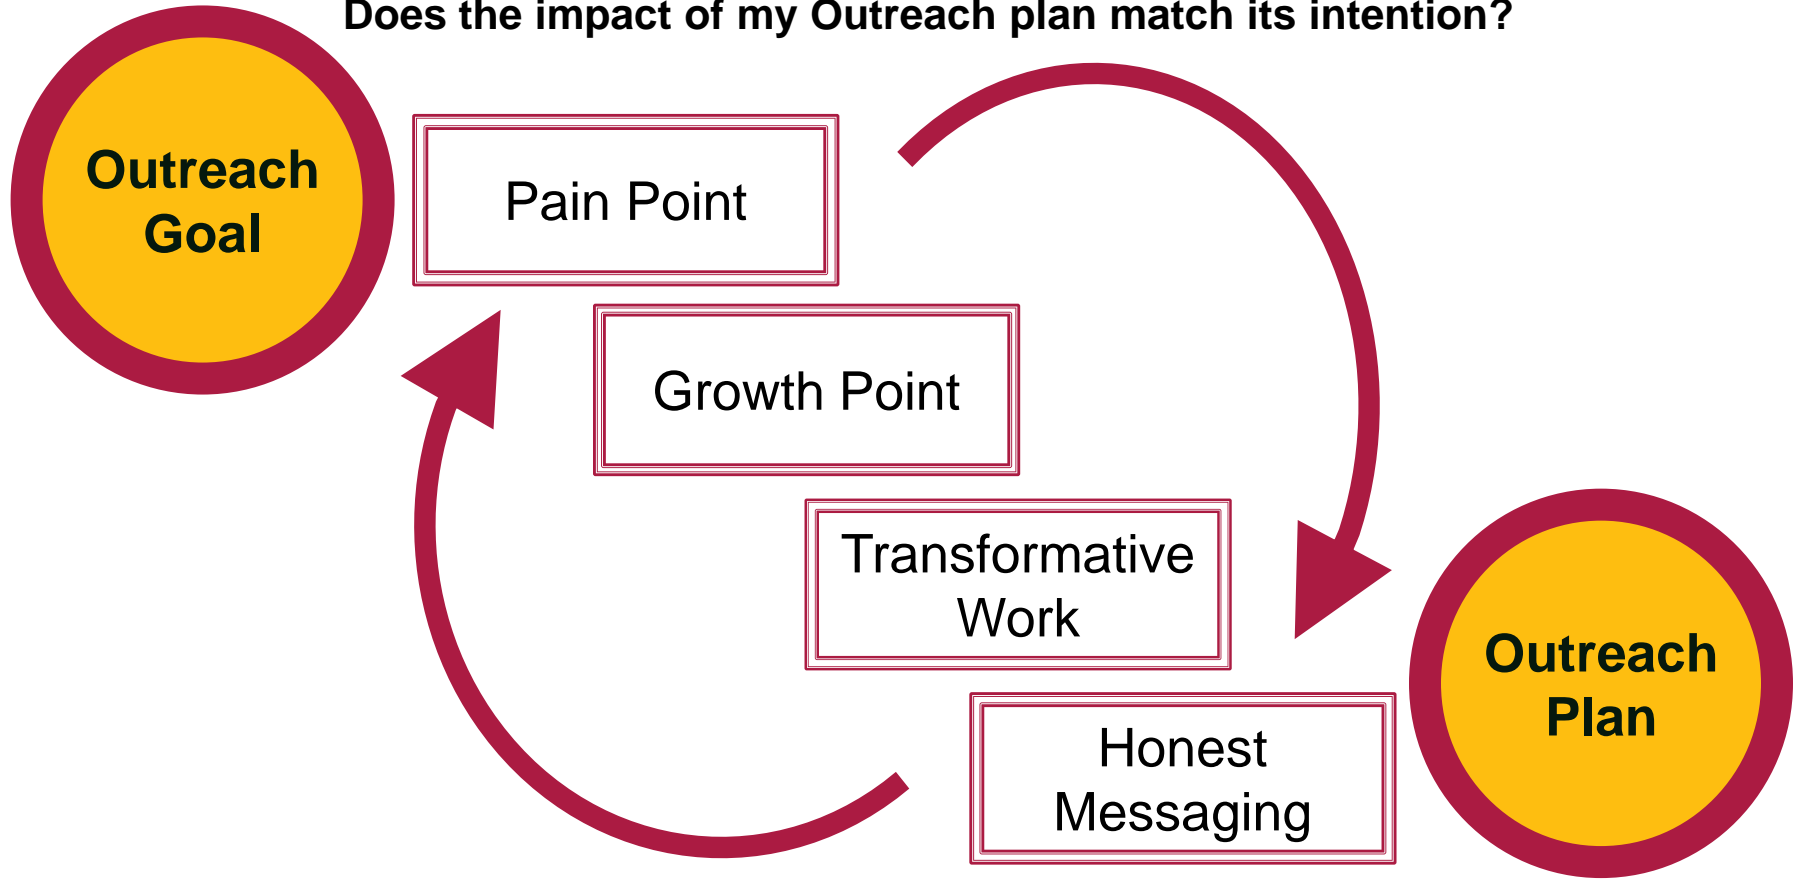 Does the impact of my Outreach plan match its intention?
Outreach
Goal
Pain Point
Growth Point
Transformative
Work
Honest
Messaging
Outreach
Plan